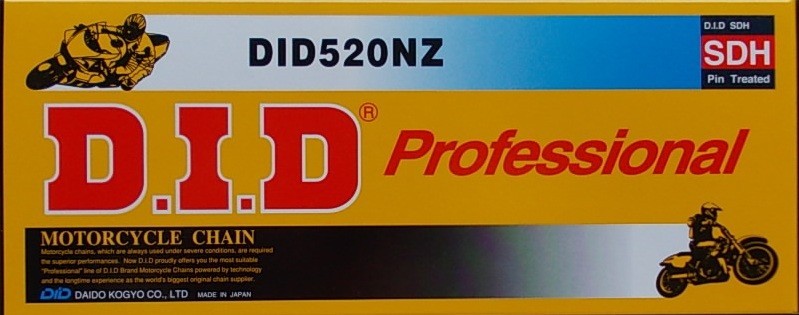 DID520NZ
D.I.D SDH
SDH
Pin Treated
D.I.D®
Professional
MOTORCYCLE CHAIN
Motorcycle chains, which are always used under severe conditions, are required
the superior performances. Now D.I.D proudly offers you the most suitable
"Professional" line of D.I.D Brand Motorcycle Chains powered by technology
and the longtime experience as the world's biggest original chain supplier.
DID DAIDO KOGYO CO., LTD MADE IN JAPAN